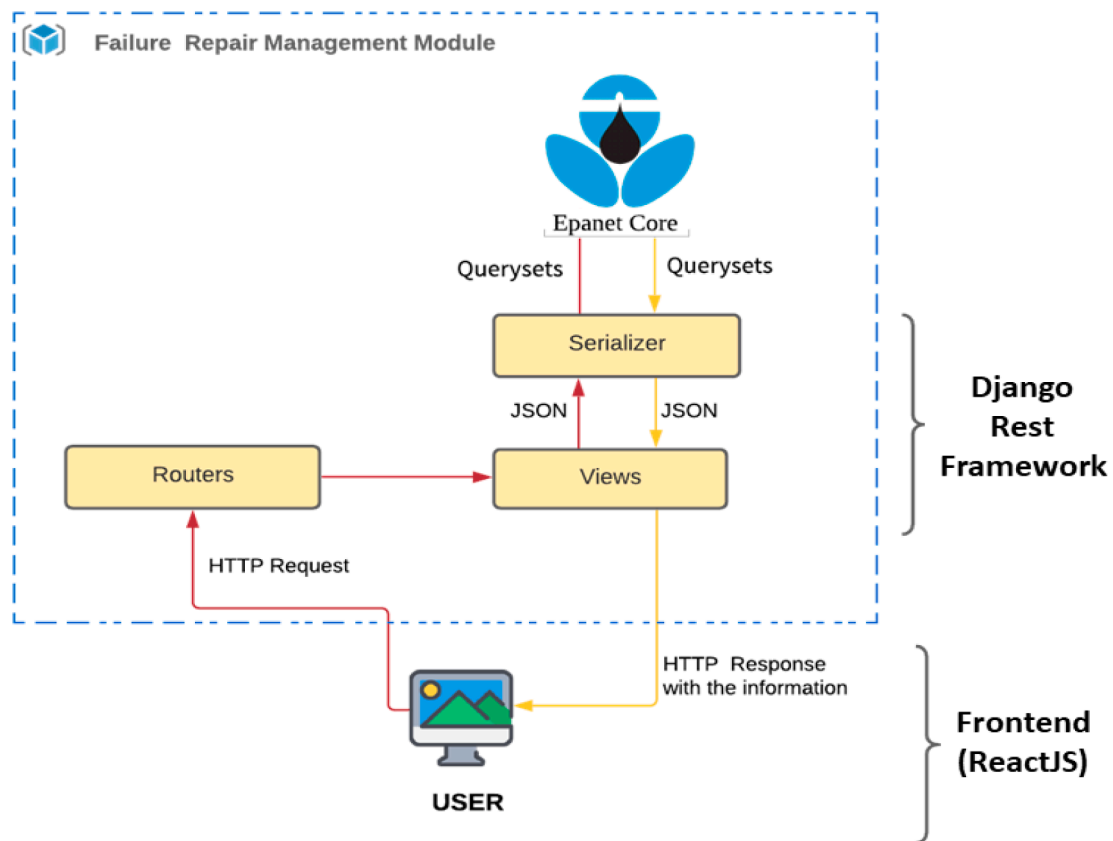 Failure Repair Management Module
Epanet Core
Querysets
Querysets
Serializer
JSON
JSON
Routers
Views
HTTP Request
HTTP Response
with the information
USER
Django
Rest
Framework
Frontend
(ReactJS)